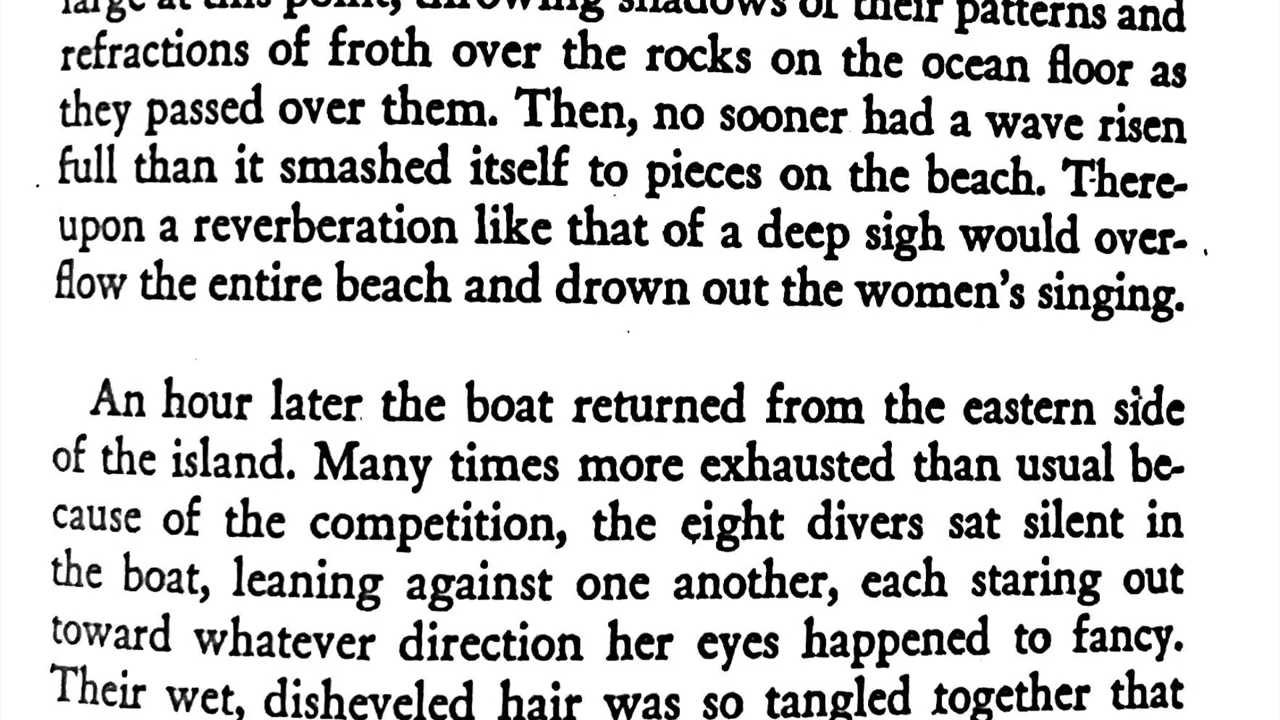 large at this point, throwing shadows of their patterns and
refractions of froth over the rocks on the ocean floor as
they passed over them. Then, no sooner had a wave risen
full than it smashed itself to pieces on the beach. There-
upon a reverberation like that of a deep sigh would over-
flow the entire beach and drown out the women's singing.
An hour later the boat returned from the eastern side
of the island. Many times more exhausted than usual be-
cause of the competition, the eight divers sat silent in
the boat, leaning against one another, each staring out
toward whatever direction her eyes happened to fancy.
Their wet, disheveled hair was so tangled together that